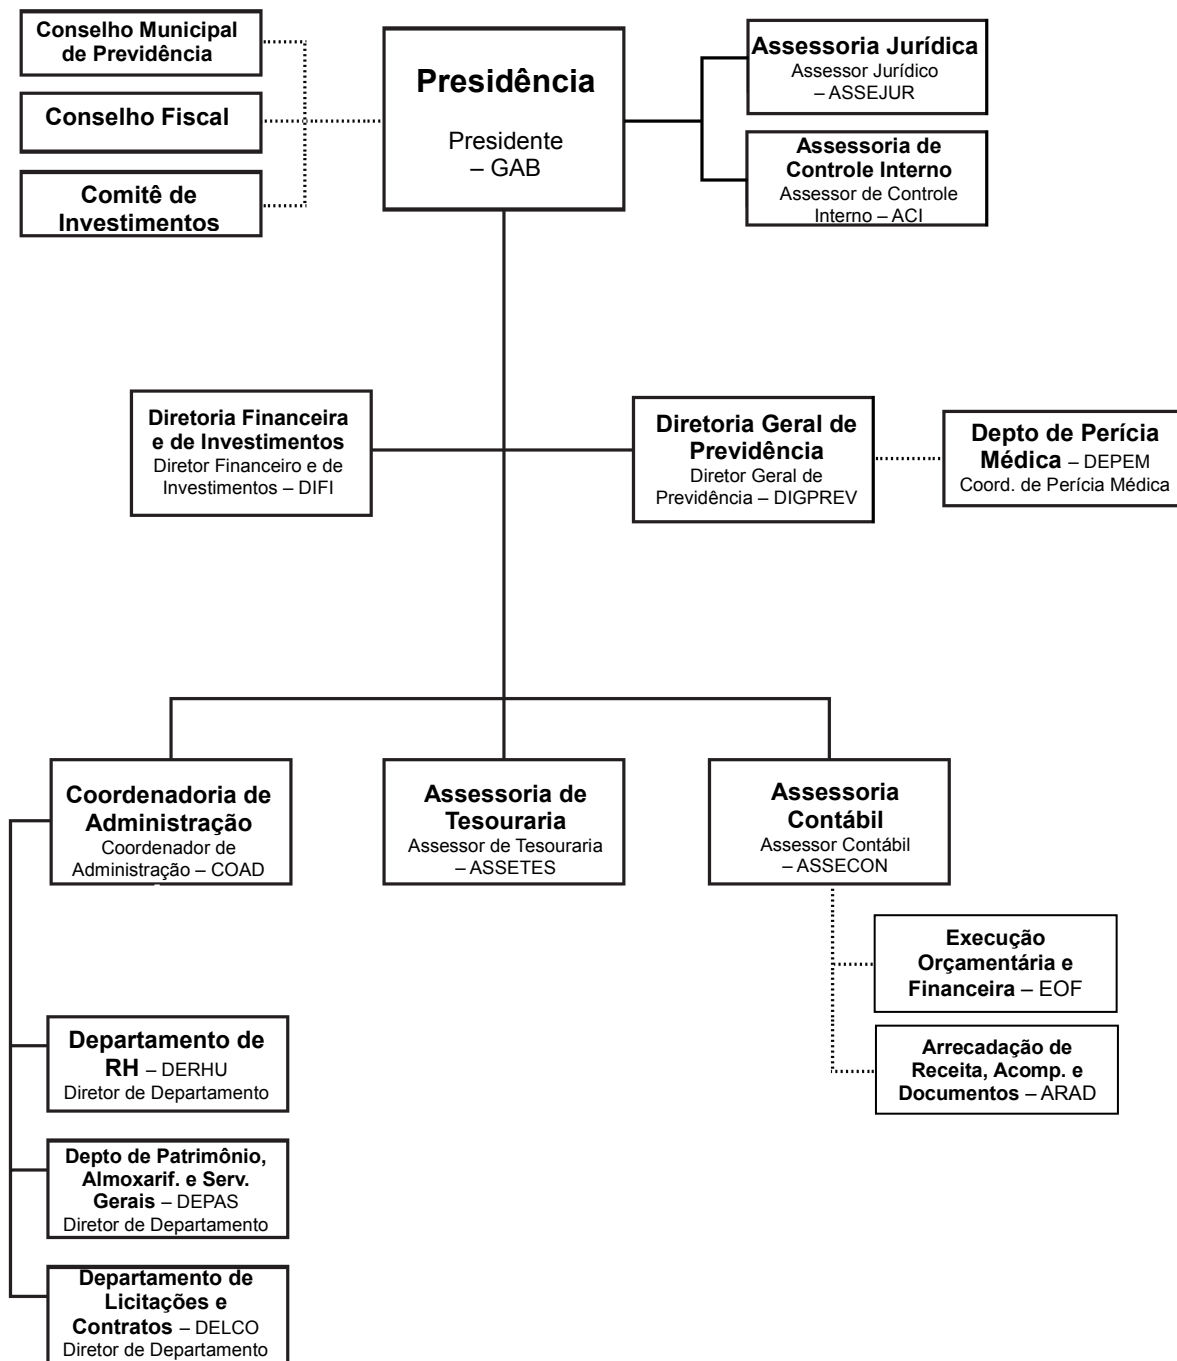 Conselho Municipal
de Previdência
Conselho Fiscal
Comitê de
Investimentos
Presidência
Presidente
– GAB
Assessoria Jurídica
Assessor Jurídico
– ASSEJUR
Assessoria de
Controle Interno
Assessor de Controle
Interno – ACI
Diretoria Financeira
e de Investimentos
Diretor Financeiro e de
Investimentos – DIFI
Diretoria Geral de
Previdência
Diretor Geral de
Previdência – DIGPREV
Depto de Perícia
Médica – DEPEM
Coord. de Perícia Médica
Coordenadoria de
Administração
Coordenador de
Administração – COAD
Assessoria de
Tesouraria
Assessor de Tesouraria
– ASSETES
Assessoria
Contábil
Assessor Contábil
– ASSECON
Execução
Orçamentária e
Financeira – EOF
Arrecadação de
Receita, Acomp. e
Documentos – ARAD
Departamento de
RH – DERHU
Diretor de Departamento
Depto de Patrimônio,
Almoxarif. e Serv.
Gerais – DEPAS
Diretor de Departamento
Departamento de
Licitações e
Contratos – DELCO
Diretor de Departamento